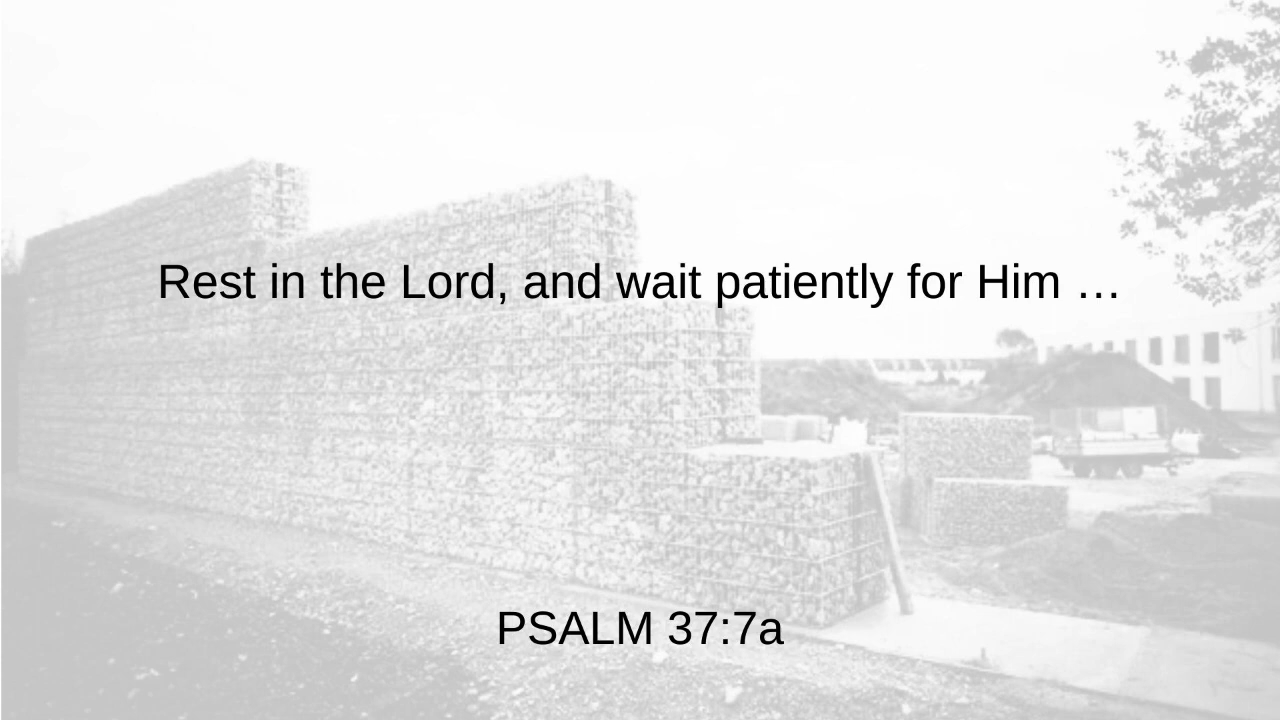 Rest in the Lord, and wait patiently for Him …
PSALM 37:7a